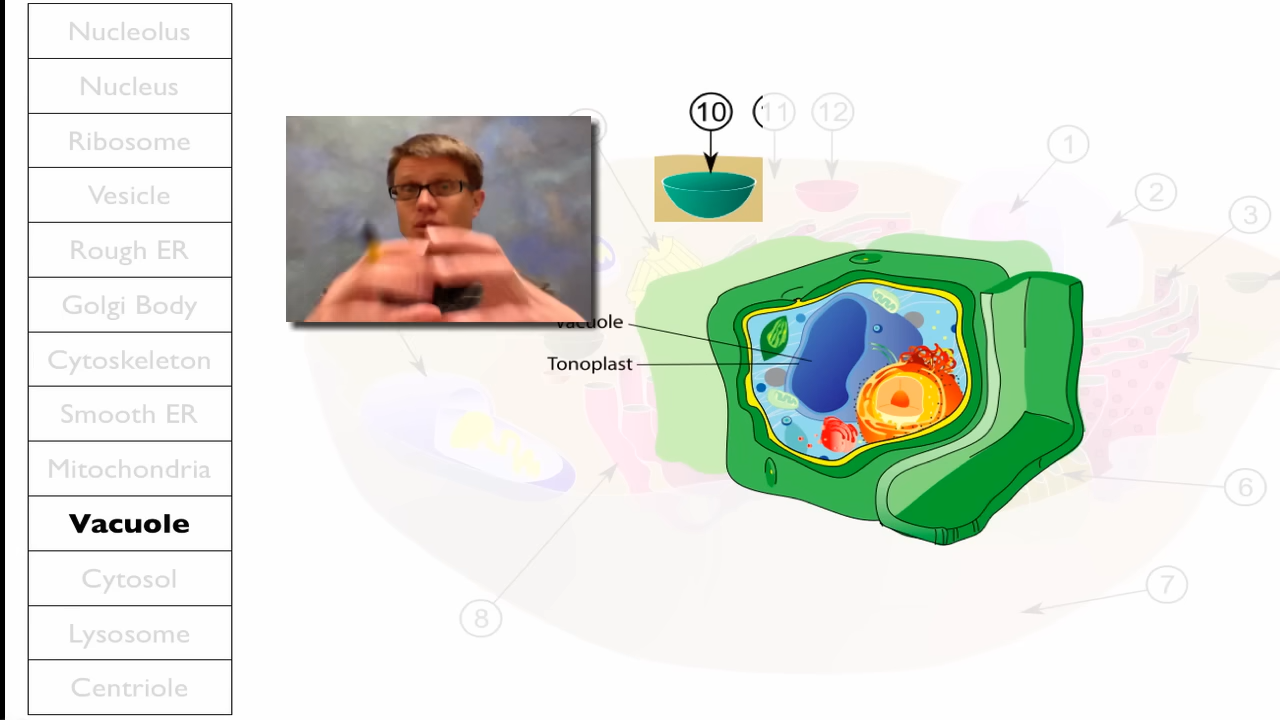 Nucleolus
Nucleus
Ribosome
Vesicle
Rough ER
Golgi Body
Cytoskeleton
Smooth ER
Mitochondria
Vacuole
Cytosol
Lysosome
Centriole
10
11
12
1
2
3
Vacuole
Tonoplast
6
7
8